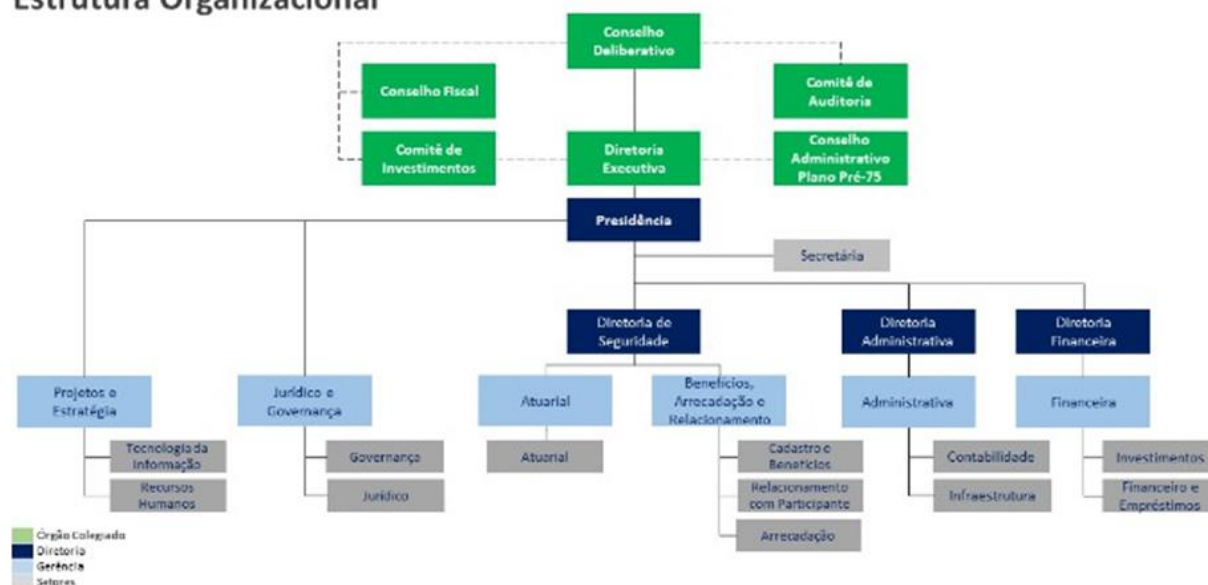 Estrutura Organizacional
Conselho
Deliberativo
Conselho Fiscal
Comitê de
Auditoria
Comitê de
Investimentos
Diretoria
Executiva
Conselho
Administrativo
Plano Pré-75
Presidência
Secretária
Diretoria de
Seguridade
Diretoria
Administrativa
Diretoria
Financeira
Projetos e
Estratégia
Jurídico e
Governança
Atuarial
Benefícios,
Arrecadação e
Relacionamento
Administrativa
Financeira
Tecnologia da
Informação
Governança
Atuarial
Cadastro e
Benefícios
Contabilidade
Investimentos
Recursos
Humanos
Jurídico
Relacionamento
com Participante
Infraestrutura
Financeiro e
Empréstimos
Arrecadação
Órgão Colegiado
Diretoria
Gerência
Setores